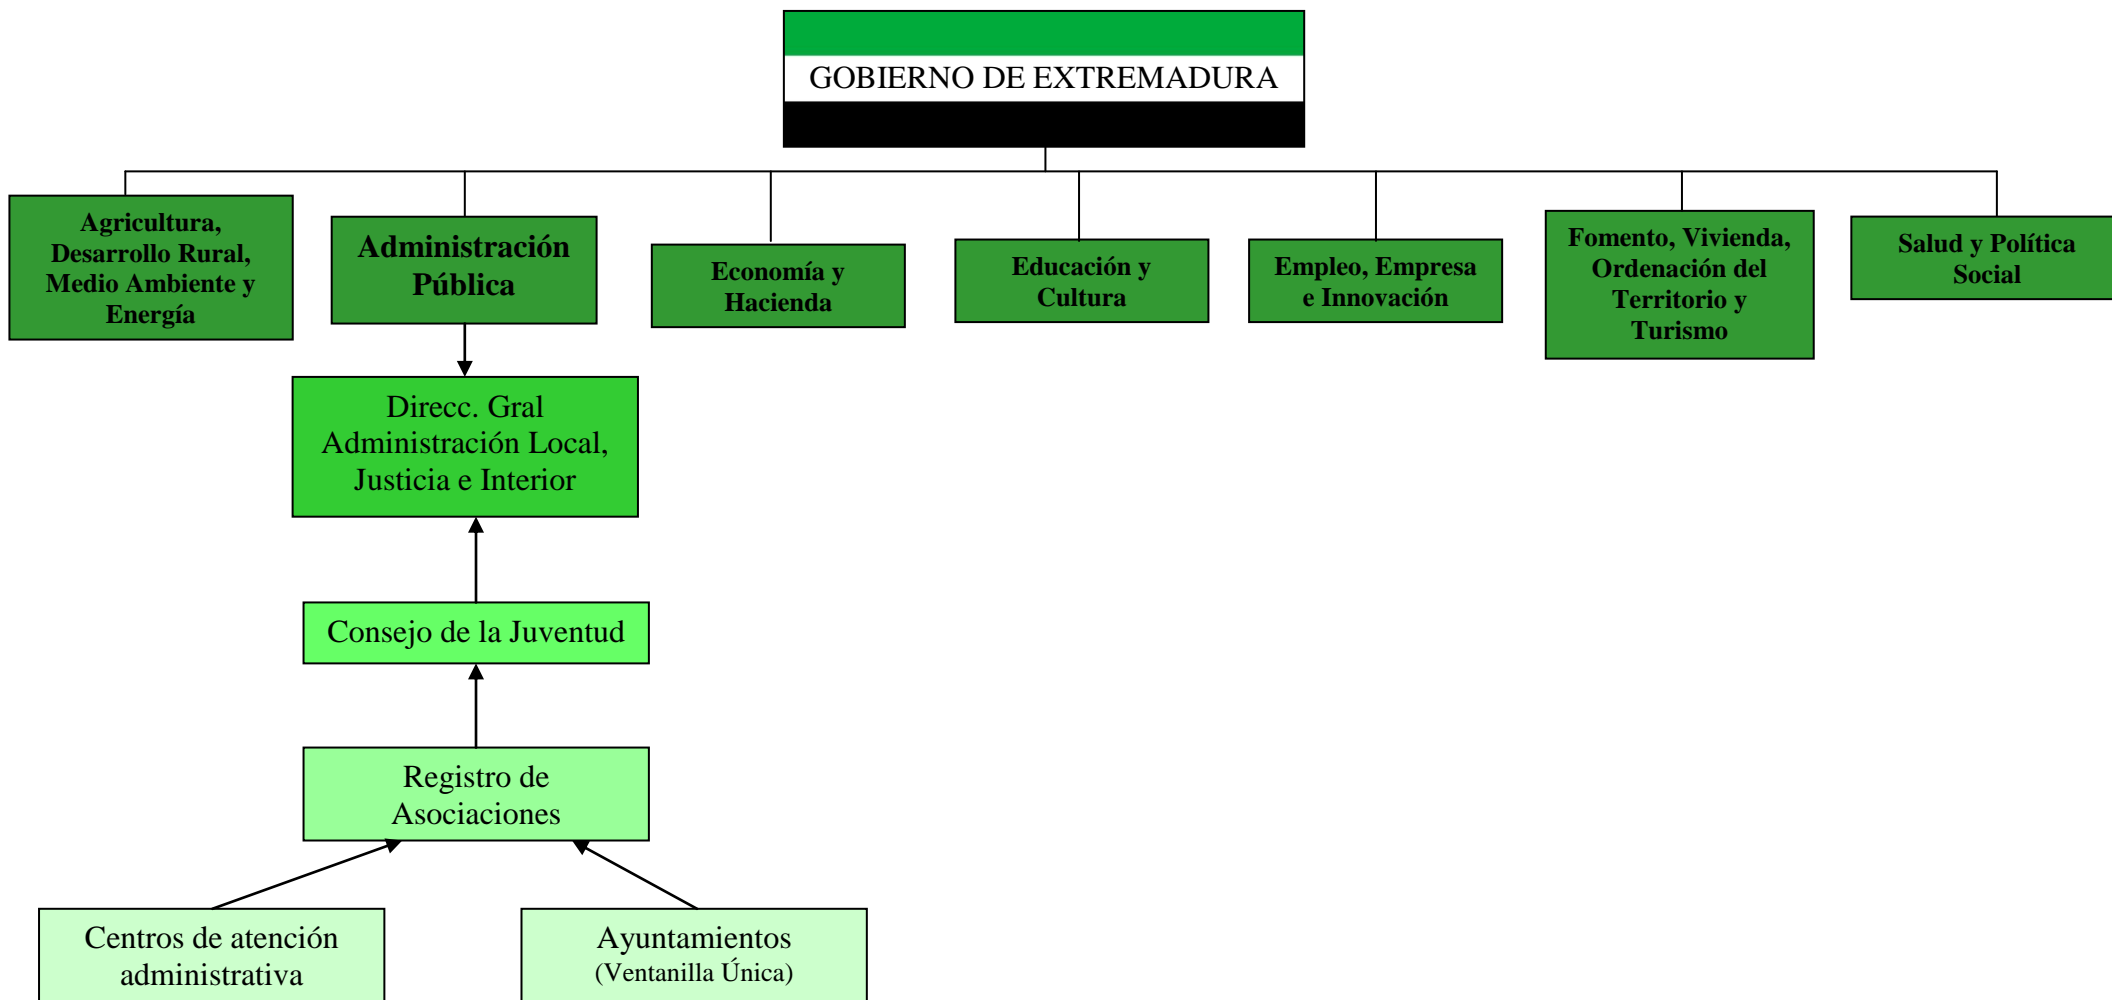 GOBIERNO DE EXTREMADURA
Agricultura,
Desarrollo Rural,
Medio Ambiente y
Energía
Administración
Pública
Economía y
Hacienda
Educación y
Cultura
Empleo, Empresa
e Innovación
Fomento, Vivienda,
Ordenación del
Territorio y
Turismo
Salud y Política
Social
Direcc. Gral
Administración Local,
Justicia e Interior
Consejo de la Juventud
Registro de
Asociaciones
Centros de atención
administrativa
Ayuntamientos
(Ventanilla Única)